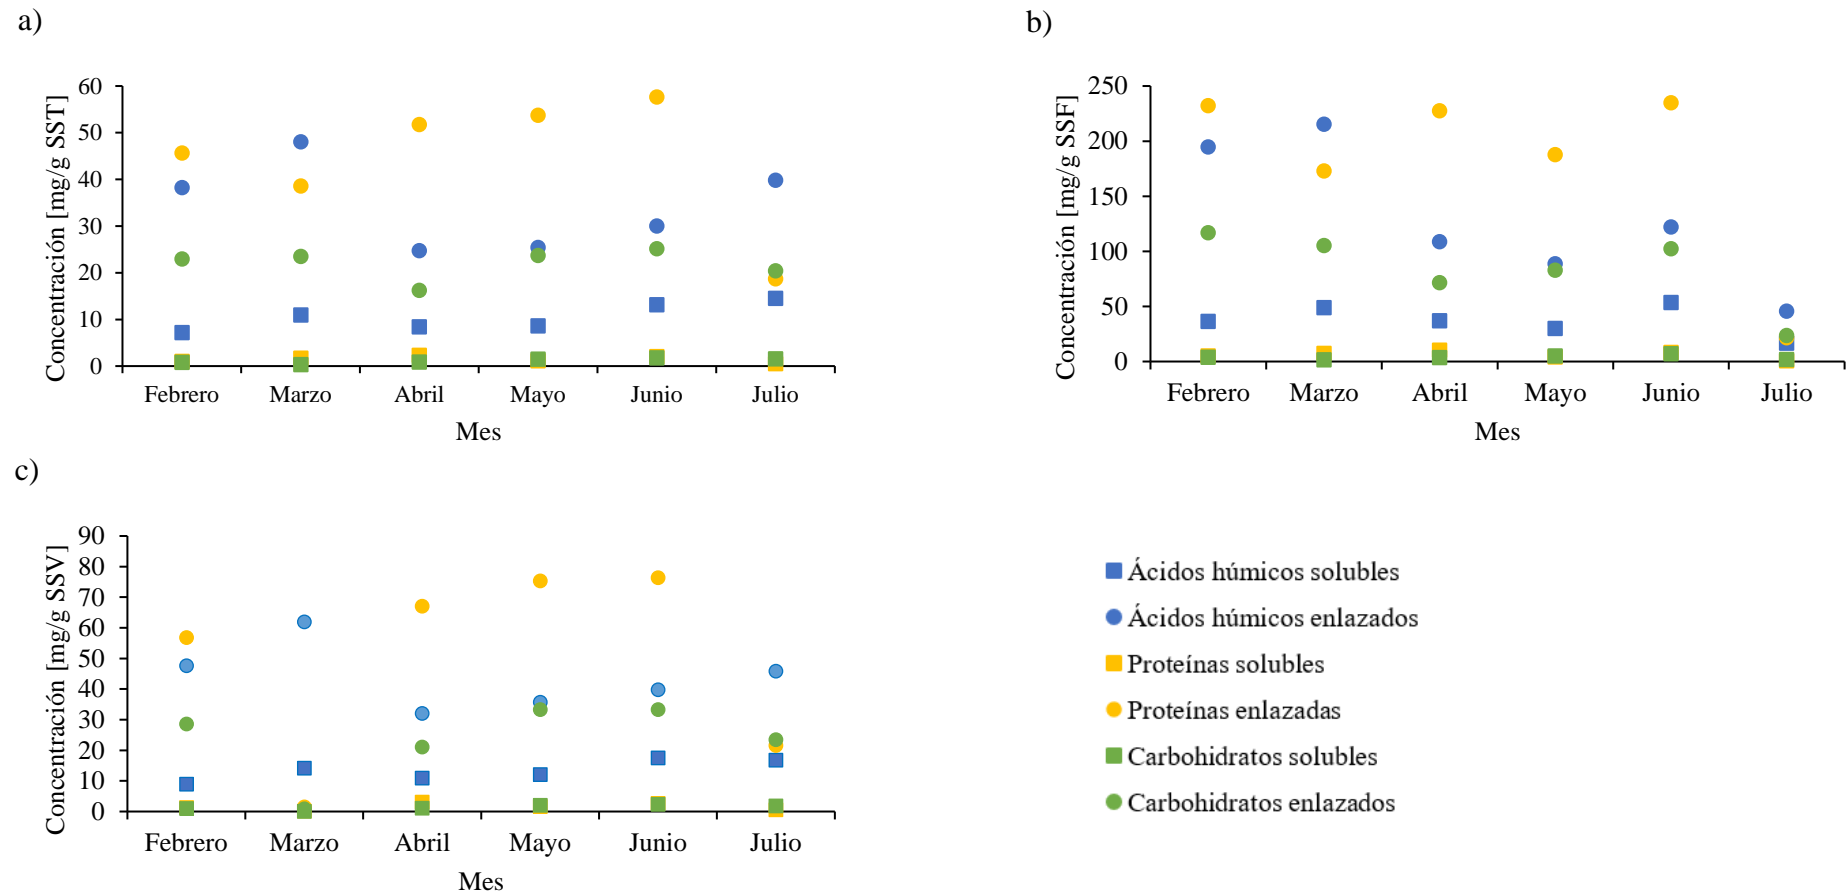 a)
Concentración [mg/g SST]
60
50
40
30
20
10
0
Febrero Marzo Abril Mayo Junio Julio
Mes
b)
Concentración [mg/g SSF]
250
200
150
100
50
0
Febrero Marzo Abril Mayo Junio Julio
Mes
c)
Concentración [mg/g SSV]
90
80
70
60
50
40
30
20
10
0
Febrero Marzo Abril Mayo Junio Julio
Mes
Ácidos húmicos solubles
Ácidos húmicos enlazados
Proteínas solubles
Proteínas enlazadas
Carbohidratos solubles
Carbohidratos enlazados